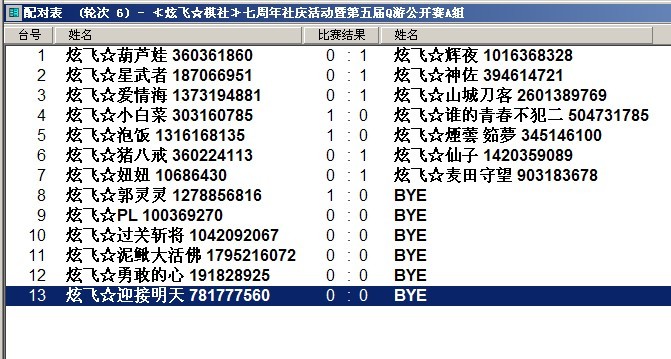 配对表 (轮次 6) - ≮炫飞☆棋社≯七周年社庆活动暨第五届Q游公开赛A组
台号 姓名 比赛结果 姓名
1 炫飞☆葫芦娃 360361860 0 : 1 炫飞☆辉夜 1016368328
2 炫飞☆星武者 187066951 0 : 1 炫飞☆神佐 394614721
3 炫飞☆爱情海 1373194881 0 : 1 炫飞☆山城刀客 2601389769
4 炫飞☆小白菜 303160785 1 : 0 炫飞☆谁的青春不犯二 504731785
5 炫飞☆泡饭 1316168135 1 : 0 炫飞☆煙蕓 筎夢 345146100
6 炫飞☆猪八戒 360224113 0 : 1 炫飞☆仙子 1420359089
7 炫飞☆妞妞 10686430 0 : 1 炫飞☆麦田守望 903183678
8 炫飞☆郭灵灵 1278856816 1 : 0 BYE
9 炫飞☆PL 100369270 0 : 0 BYE
10 炫飞☆过关斩将 1042092067 0 : 0 BYE
11 炫飞☆泥鳅大活佛 1795216072 0 : 0 BYE
12 炫飞☆勇敢的心 191828925 0 : 0 BYE
13 炫飞☆迎接明天 781777560 0 : 0 BYE